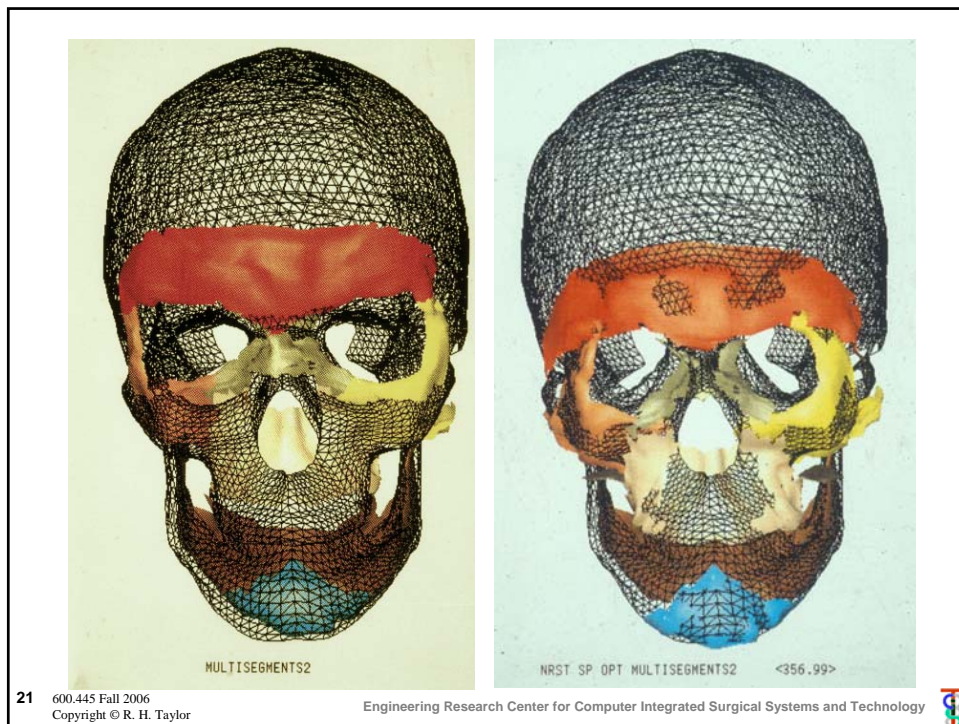 MULTISEGMENTS2
NRST SP OPT MULTISEGMENTS2 <356.99>
21 600.445 Fall 2006
Copyright © R. H. Taylor
Engineering Research Center for Computer Integrated Surgical Systems and Technology